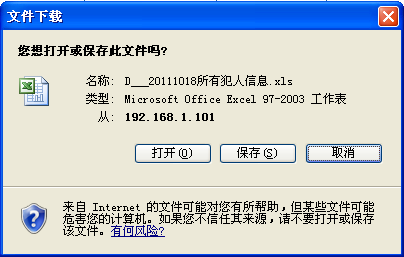 文件下载
您想打开或保存此文件吗?
名称: D___20111018所有犯人信息.xls
类型: Microsoft Office Excel 97-2003 工作表
从: 192.168.1.101
打开(O) 保存(S) 取消
来自 Internet 的文件可能对您有所帮助,但某些文件可能
危害您的计算机。如果您不信任其来源,请不要打开或保存
该文件。有何风险?